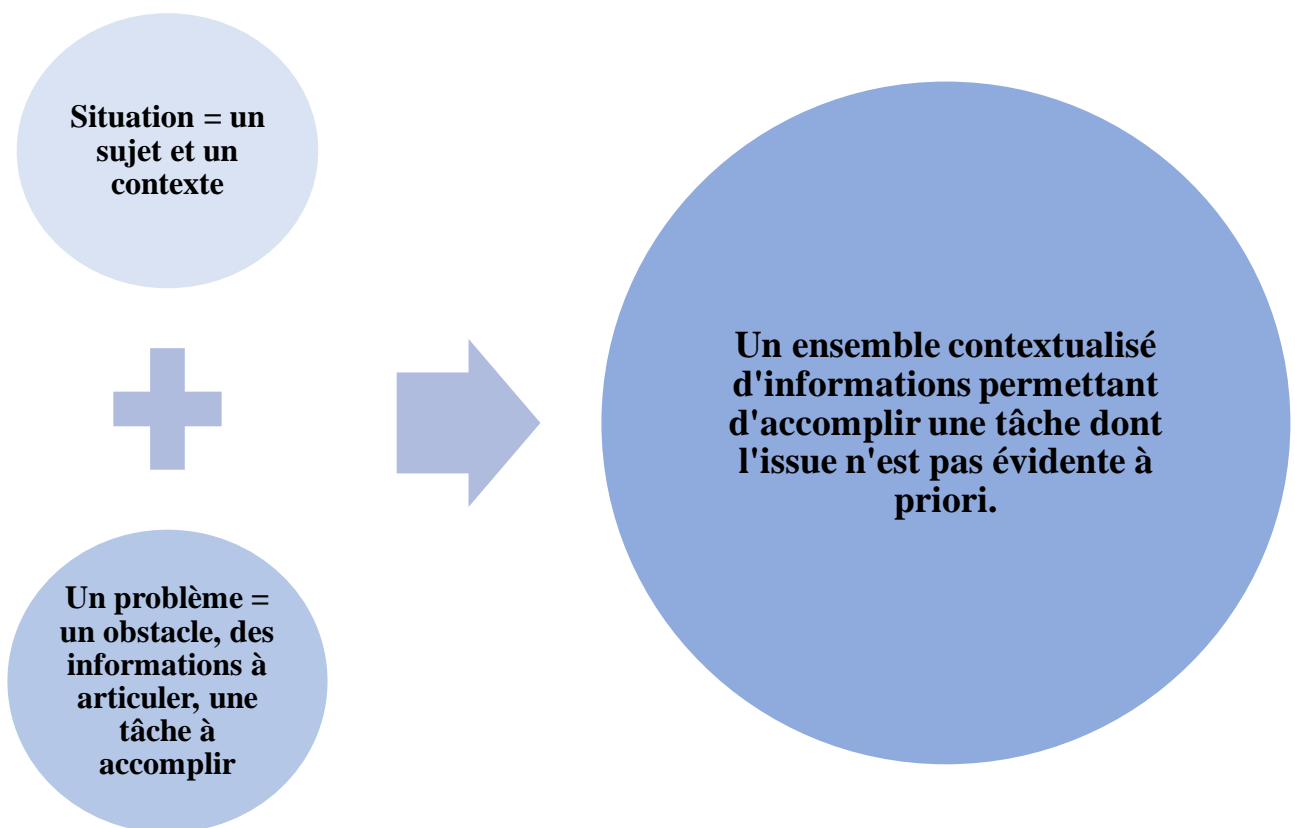 Situation = un
sujet et un
contexte
Un problème =
un obstacle, des
informations à
articuler, une
tâche à
accomplir
Un ensemble contextualisé
d'informations permettant
d'accomplir une tâche dont
l'issue n'est pas évidente à
priori.